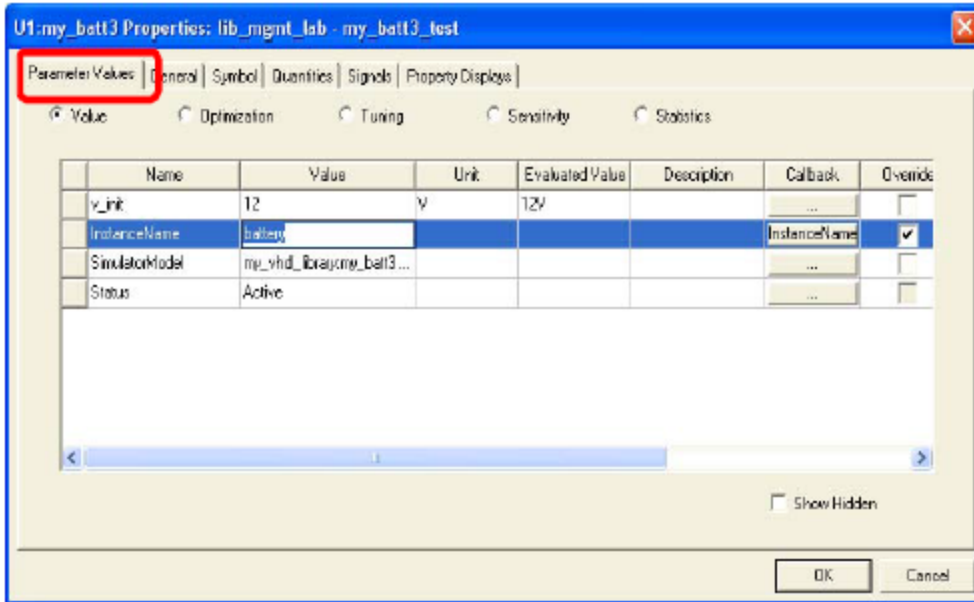 U1:my_batt3 Properties: lib_mgmt_lab - my_batt3_test
Parameter Values General Symbol Quantities Signals Property Displays
Value Optimization Tuning Sensitivity Statistics
Name Value Unit Evaluated Value Description Callback Override
v_init 12 V 12V ...
InstanceName battery InstanceName
SimulatorModel my_vhd_library:my_batt3... ...
Status Active ...
Show Hidden
OK Cancel